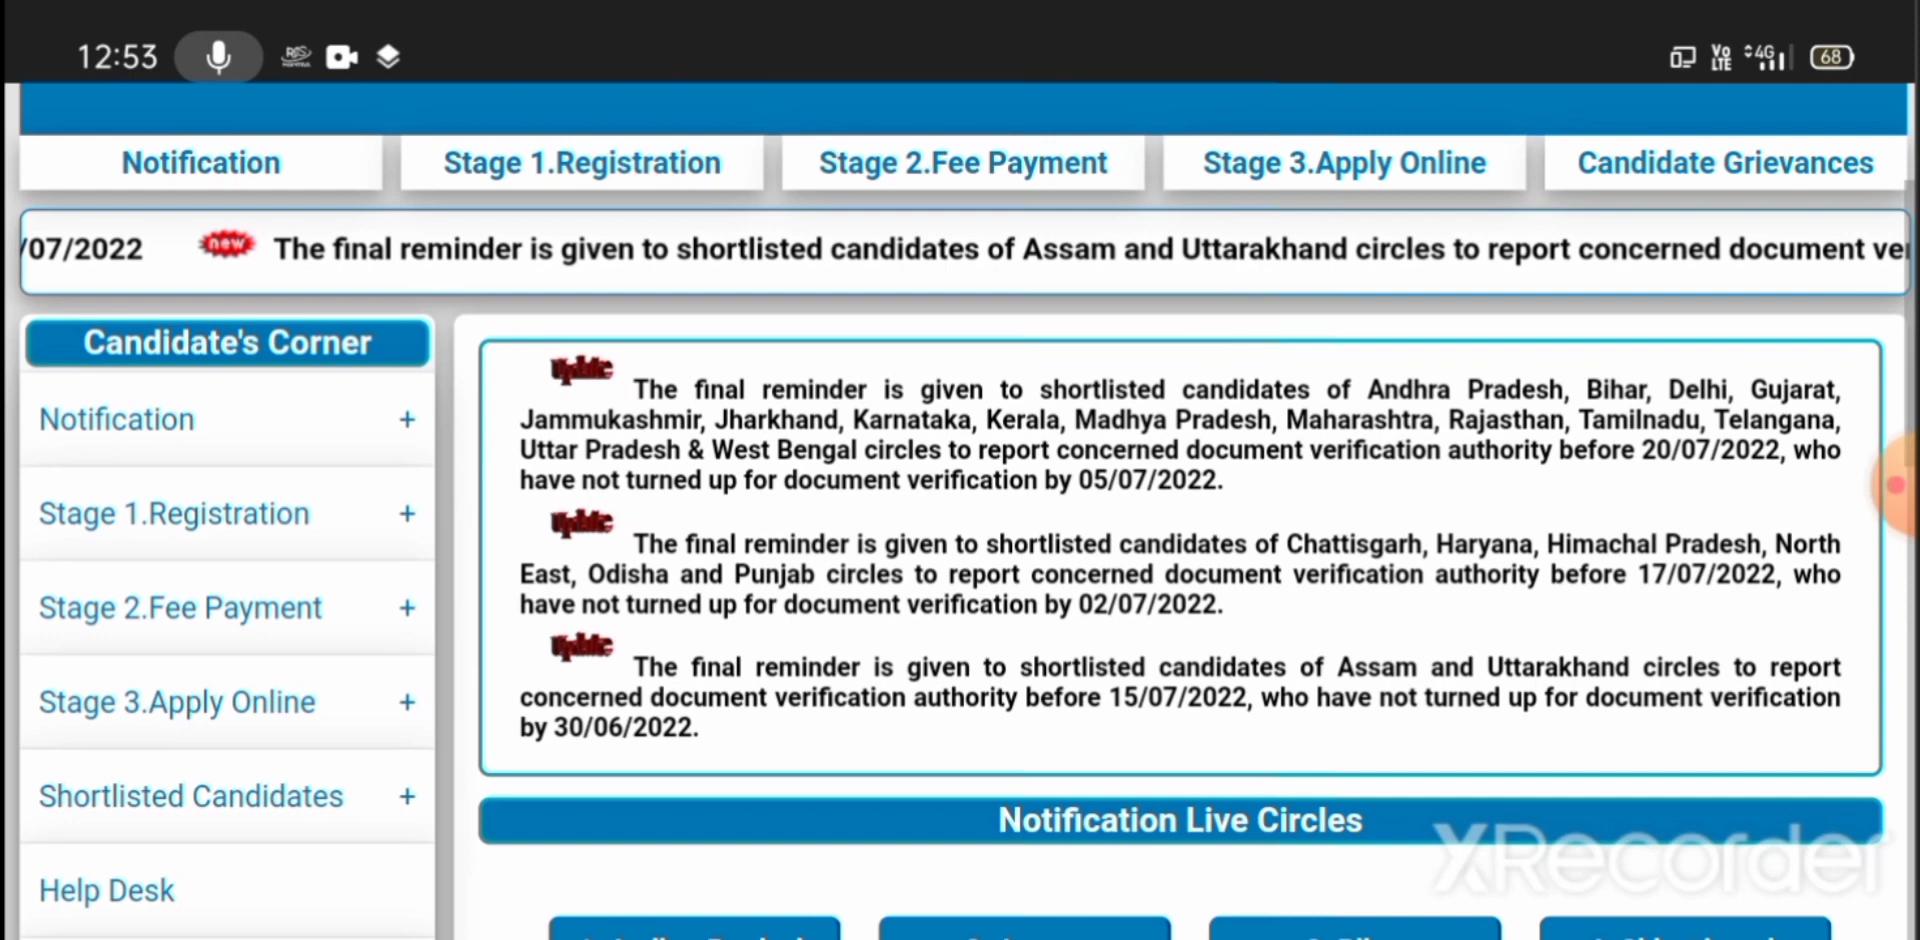 12:53
Vo LTE 4G 68
Notification Stage 1.Registration Stage 2.Fee Payment Stage 3.Apply Online Candidate Grievances
/07/2022 new The final reminder is given to shortlisted candidates of Assam and Uttarakhand circles to report concerned document
Candidate's Corner
Notification +
Stage 1.Registration +
Stage 2.Fee Payment +
Stage 3.Apply Online +
Shortlisted Candidates +
Help Desk
The final reminder is given to shortlisted candidates of Andhra Pradesh, Bihar, Delhi, Gujarat,
Jammukashmir, Jharkhand, Karnataka, Kerala, Madhya Pradesh, Maharashtra, Rajasthan, Tamilnadu, Telangana,
Uttar Pradesh & West Bengal circles to report concerned document verification authority before 20/07/2022, who
have not turned up for document verification by 05/07/2022.
The final reminder is given to shortlisted candidates of Chattisgarh, Haryana, Himachal Pradesh, North
East, Odisha and Punjab circles to report concerned document verification authority before 17/07/2022, who
have not turned up for document verification by 02/07/2022.
The final reminder is given to shortlisted candidates of Assam and Uttarakhand circles to report
concerned document verification authority before 15/07/2022, who have not turned up for document verification
by 30/06/2022.
Notification Live Circles
XRecorder